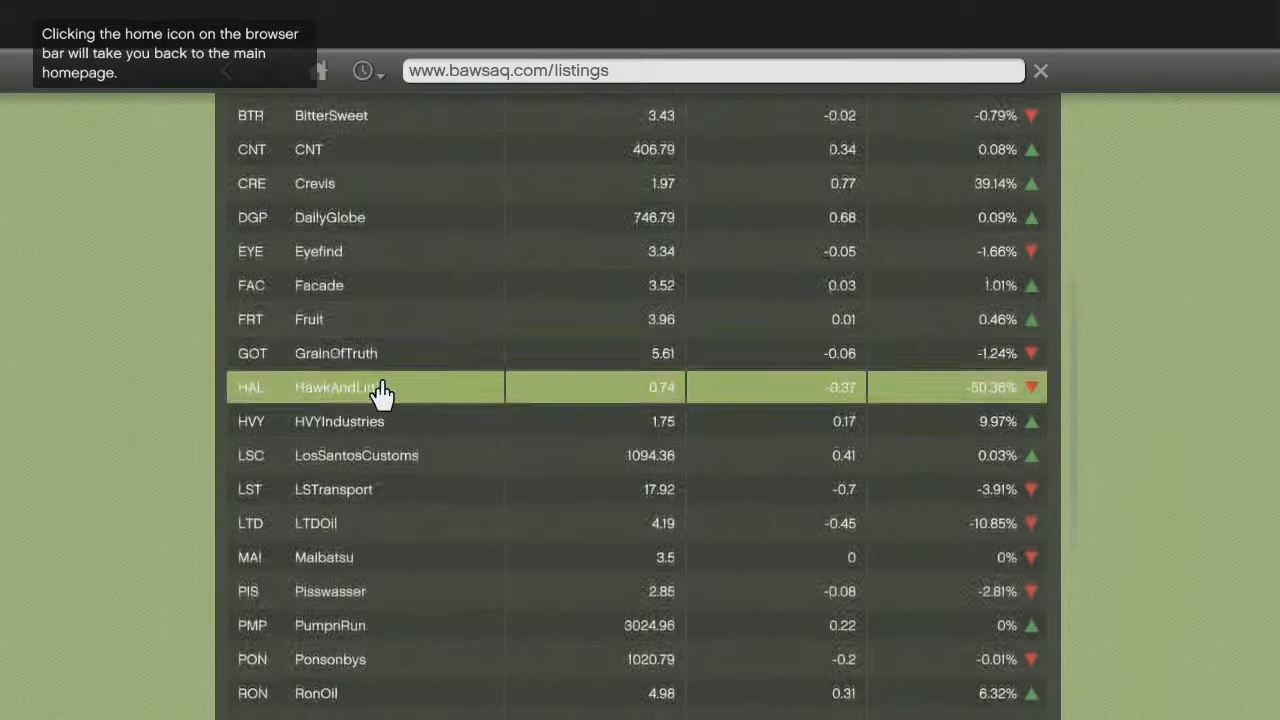 Clicking the home icon on the browser
bar will take you back to the main
homepage.
www.bawsaq.com/listings
BTR BitterSweet 3.43 -0.02 -0.79%
CNT CNT 406.79 0.34 0.08%
CRE Crevis 1.97 0.77 39.14%
DGP DailyGlobe 746.79 0.68 0.09%
EYE Eyefind 3.34 -0.05 -1.66%
FAC Facade 3.52 0.03 1.01%
FRT Fruit 3.96 0.01 0.46%
GOT GrainOfTruth 5.61 -0.06 -1.24%
HAL 0.74 -0.37 -50.36%
HVY HVYIndustries 1.75 0.17 9.97%
LSC LosSantosCustoms 1094.36 0.41 0.03%
LST LSTransport 17.92 -0.7 -3.91%
LTD LTDOil 4.19 -0.45 -10.85%
MAI Maibatsu 3.5 0 0%
PIS Pisswasser 2.85 -0.08 -2.81%
PMP PumpnRun 3024.96 0.22 0%
PON Ponsonbys 1020.79 -0.2 -0.01%
RON RonOil 4.98 0.31 6.32%